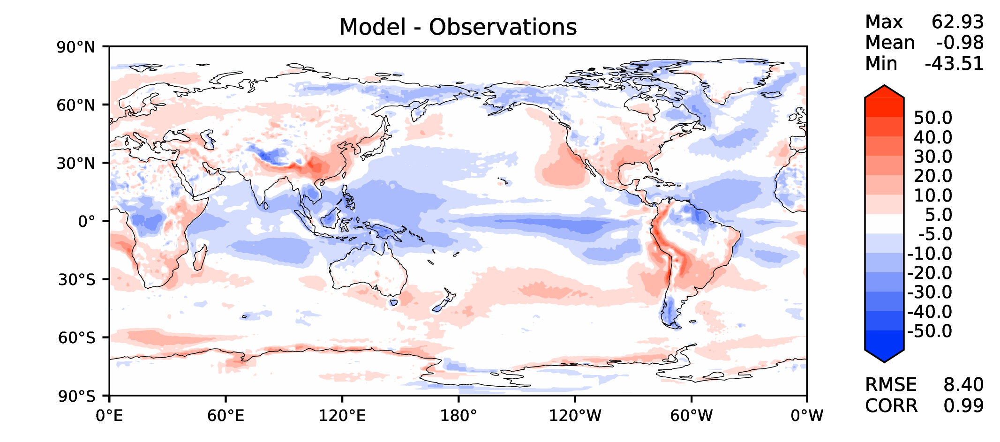 Model - Observations
Max 62.93
Mean -0.98
Min -43.51
90°N
60°N
30°N
0°
30°S
60°S
90°S
0°E 60°E 120°E 180° 120°W 60°W 0°W
50.0
40.0
30.0
20.0
10.0
5.0
-5.0
-10.0
-20.0
-30.0
-40.0
-50.0
RMSE 8.40
CORR 0.99